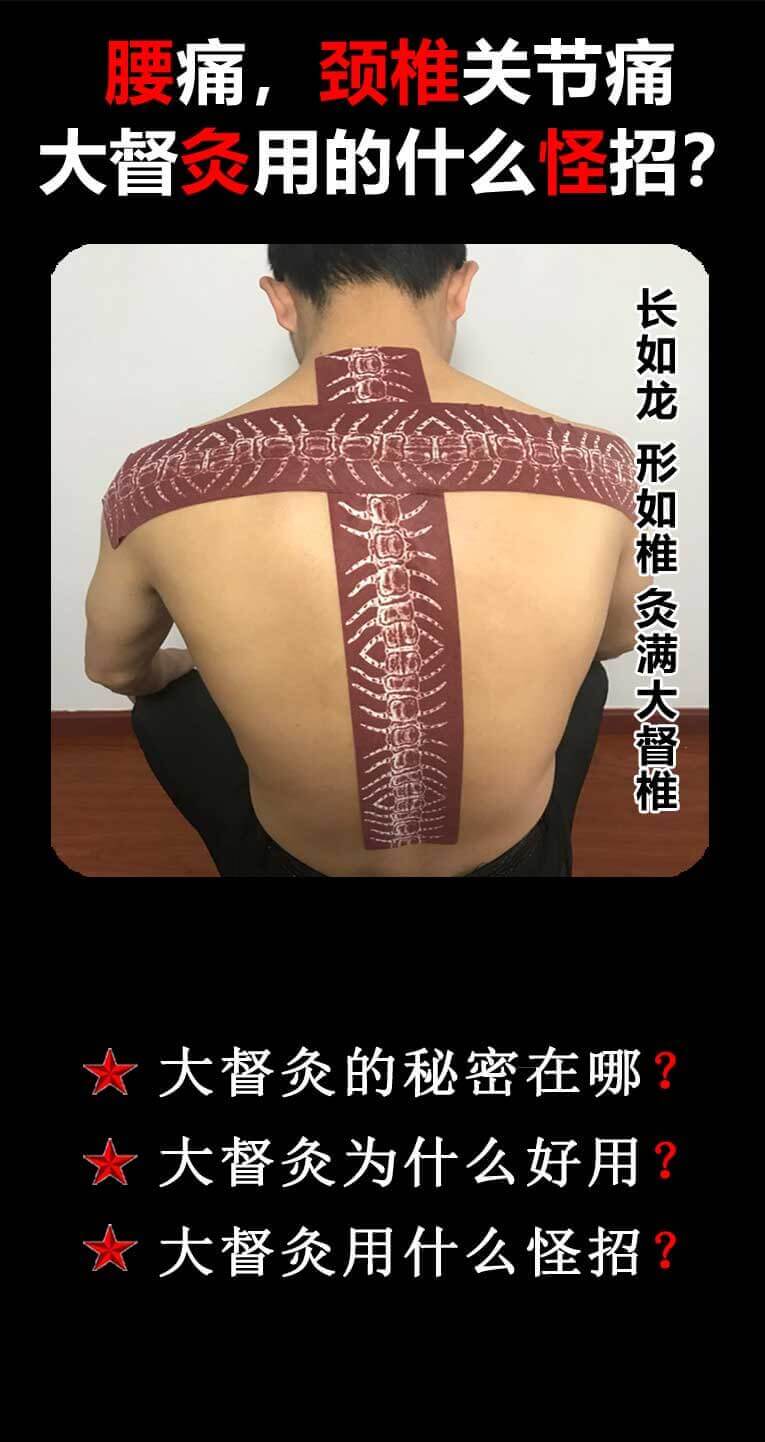 腰痛，颈椎关节痛
大督灸用的什么怪招？
长如龙 形如椎 灸满大督椎
大督灸的秘密在哪？
大督灸为什么好用？
大督灸用什么怪招？